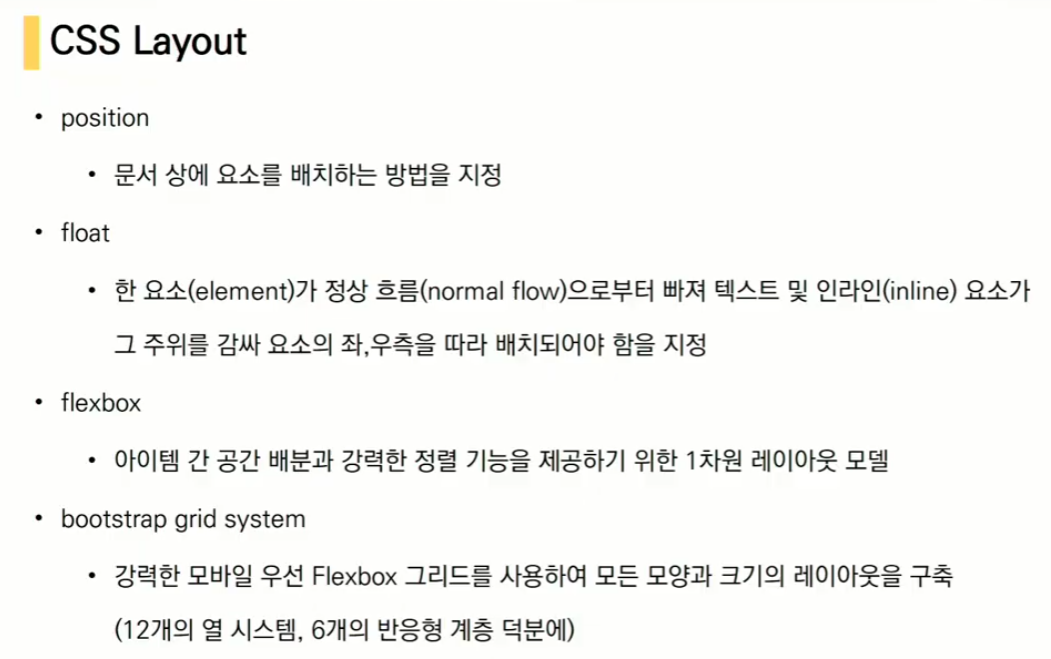 CSS Layout
• position
• 문서 상에 요소를 배치하는 방법을 지정
• float
• 한 요소(element)가 정상 흐름(normal flow)으로부터 빠져 텍스트 및 인라인(inline) 요소가
그 주위를 감싸 요소의 좌,우측을 따라 배치되어야 함을 지정
• flexbox
• 아이템 간 공간 배분과 강력한 정렬 기능을 제공하기 위한 1차원 레이아웃 모델
• bootstrap grid system
• 강력한 모바일 우선 Flexbox 그리드를 사용하여 모든 모양과 크기의 레이아웃을 구축
(12개의 열 시스템, 6개의 반응형 계층 덕분에)